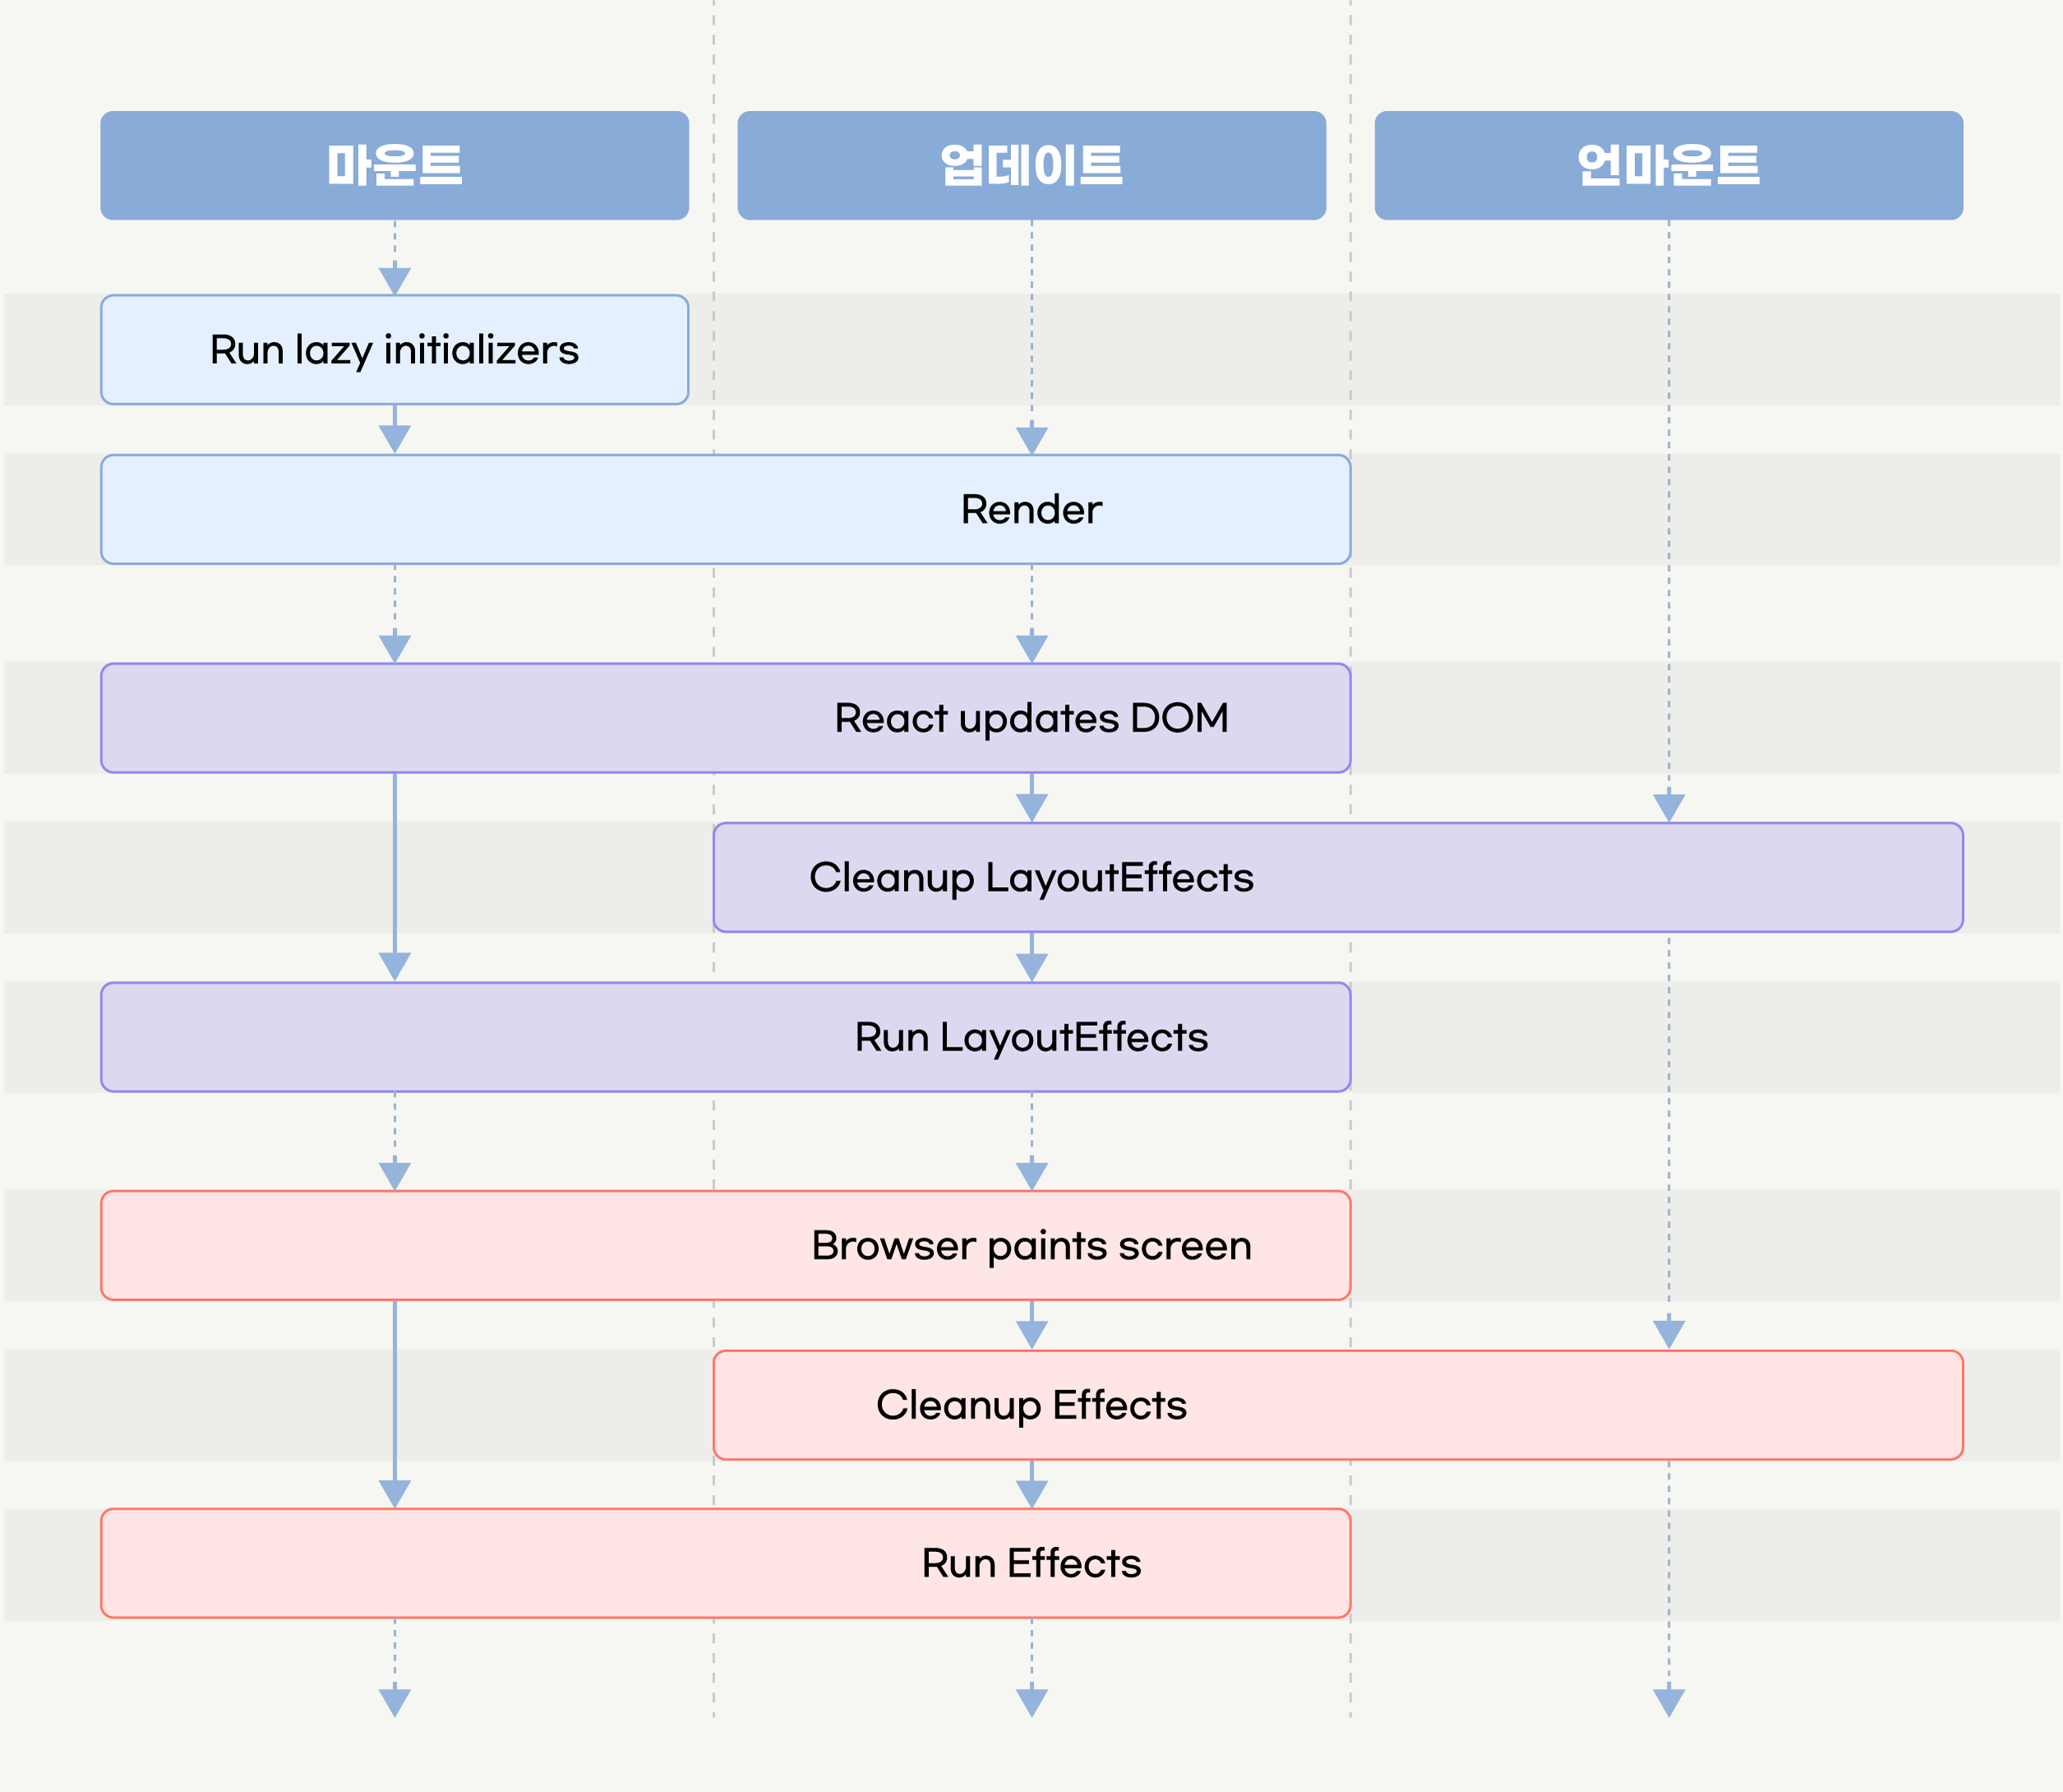 마운트
업데이트
언마운트
Run lazy initializers
Render
React updates DOM
Cleanup LayoutEffects
Run LayoutEffects
Browser paints screen
Cleanup Effects
Run Effects